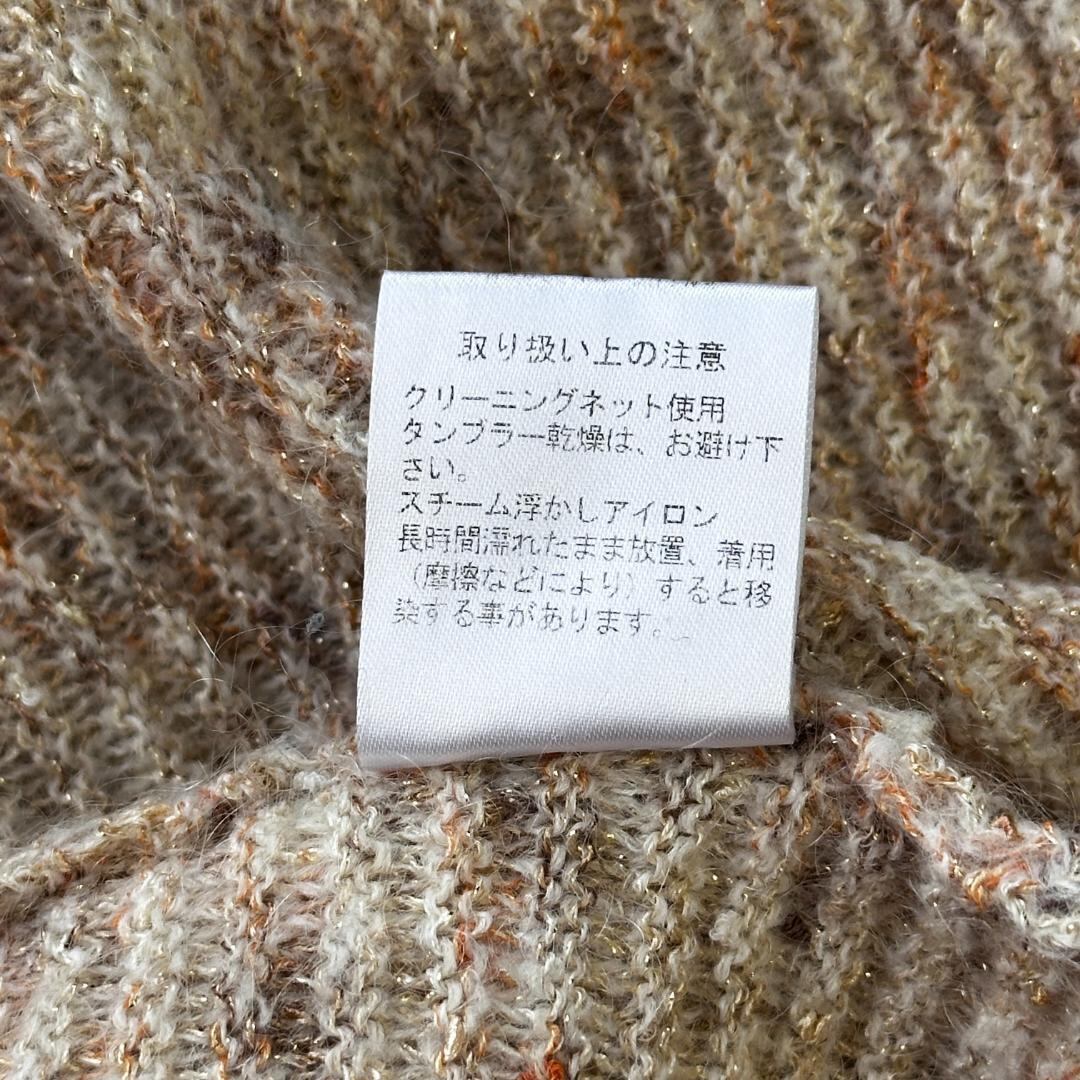 取り扱い上の注意
クリーニングネット使用
タンブラー乾燥は、お避け下
さい。
スチーム浮かしアイロン
長時間濡れたまま放置、着用
（摩擦などにより）すると移
染する事があります。